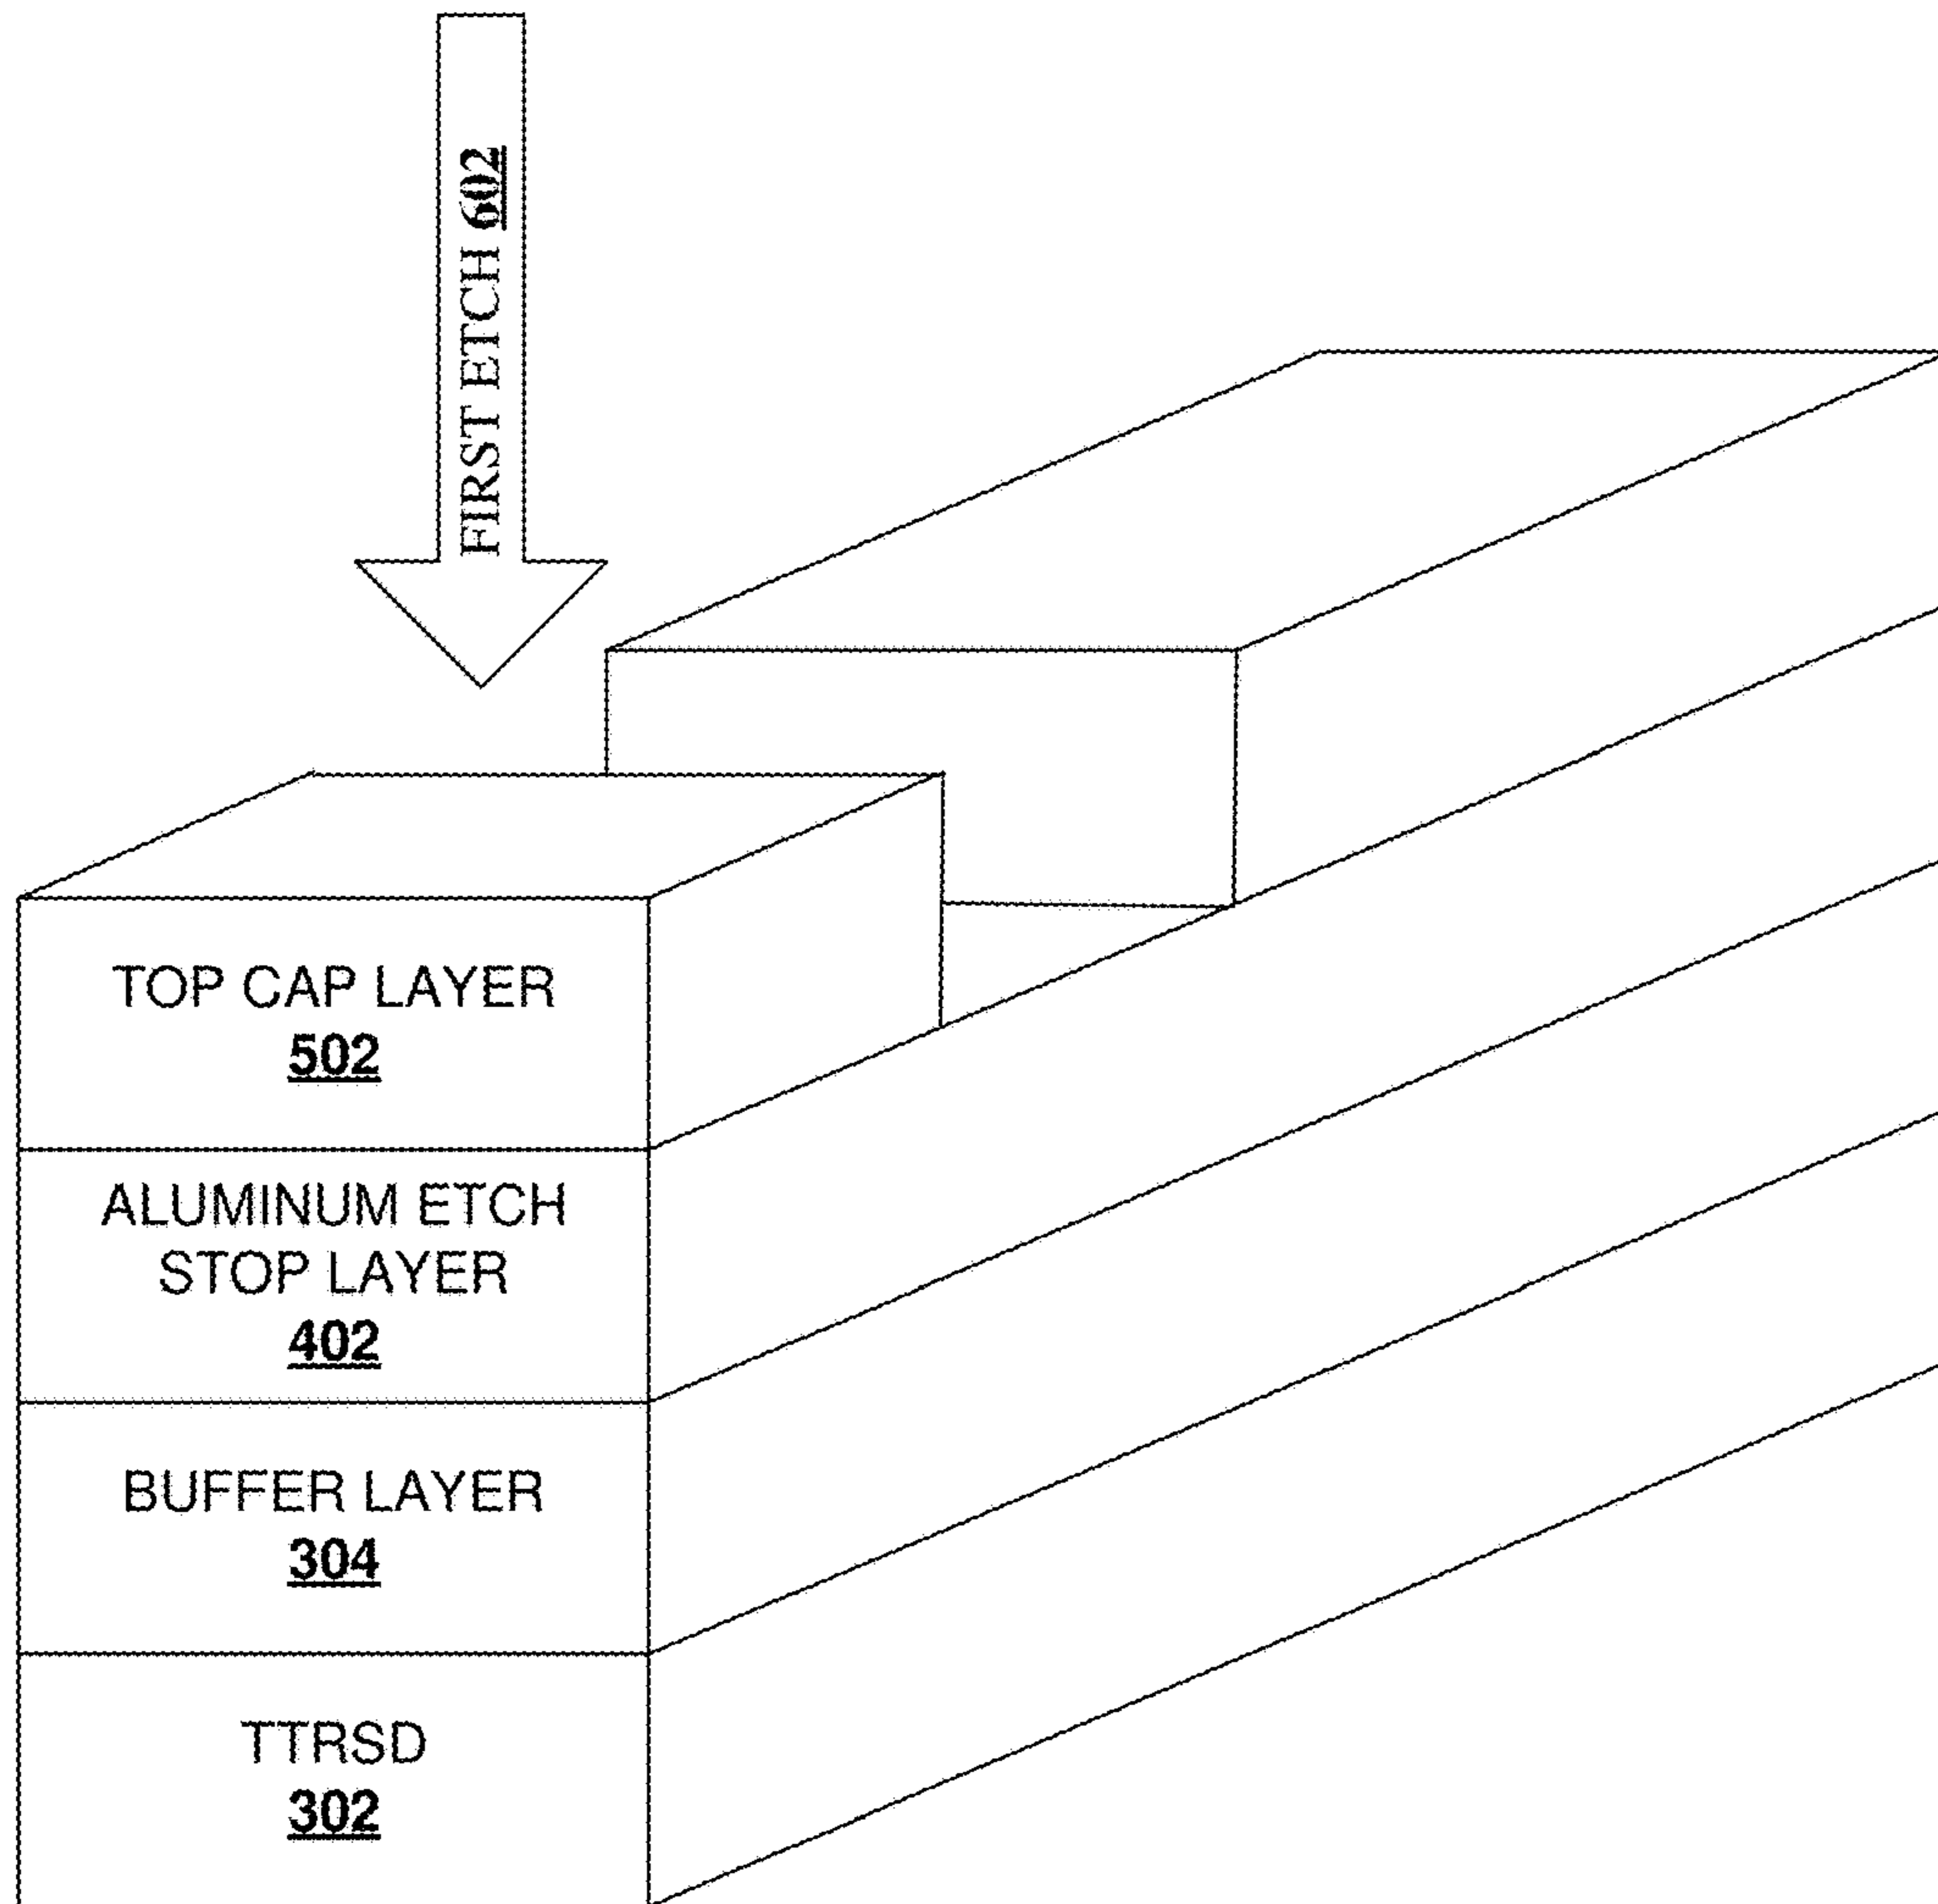 FIRST ETCH 602
TOP CAP LAYER
502
ALUMINUM ETCH
STOP LAYER
402
BUFFER LAYER
304
TTRSD
302